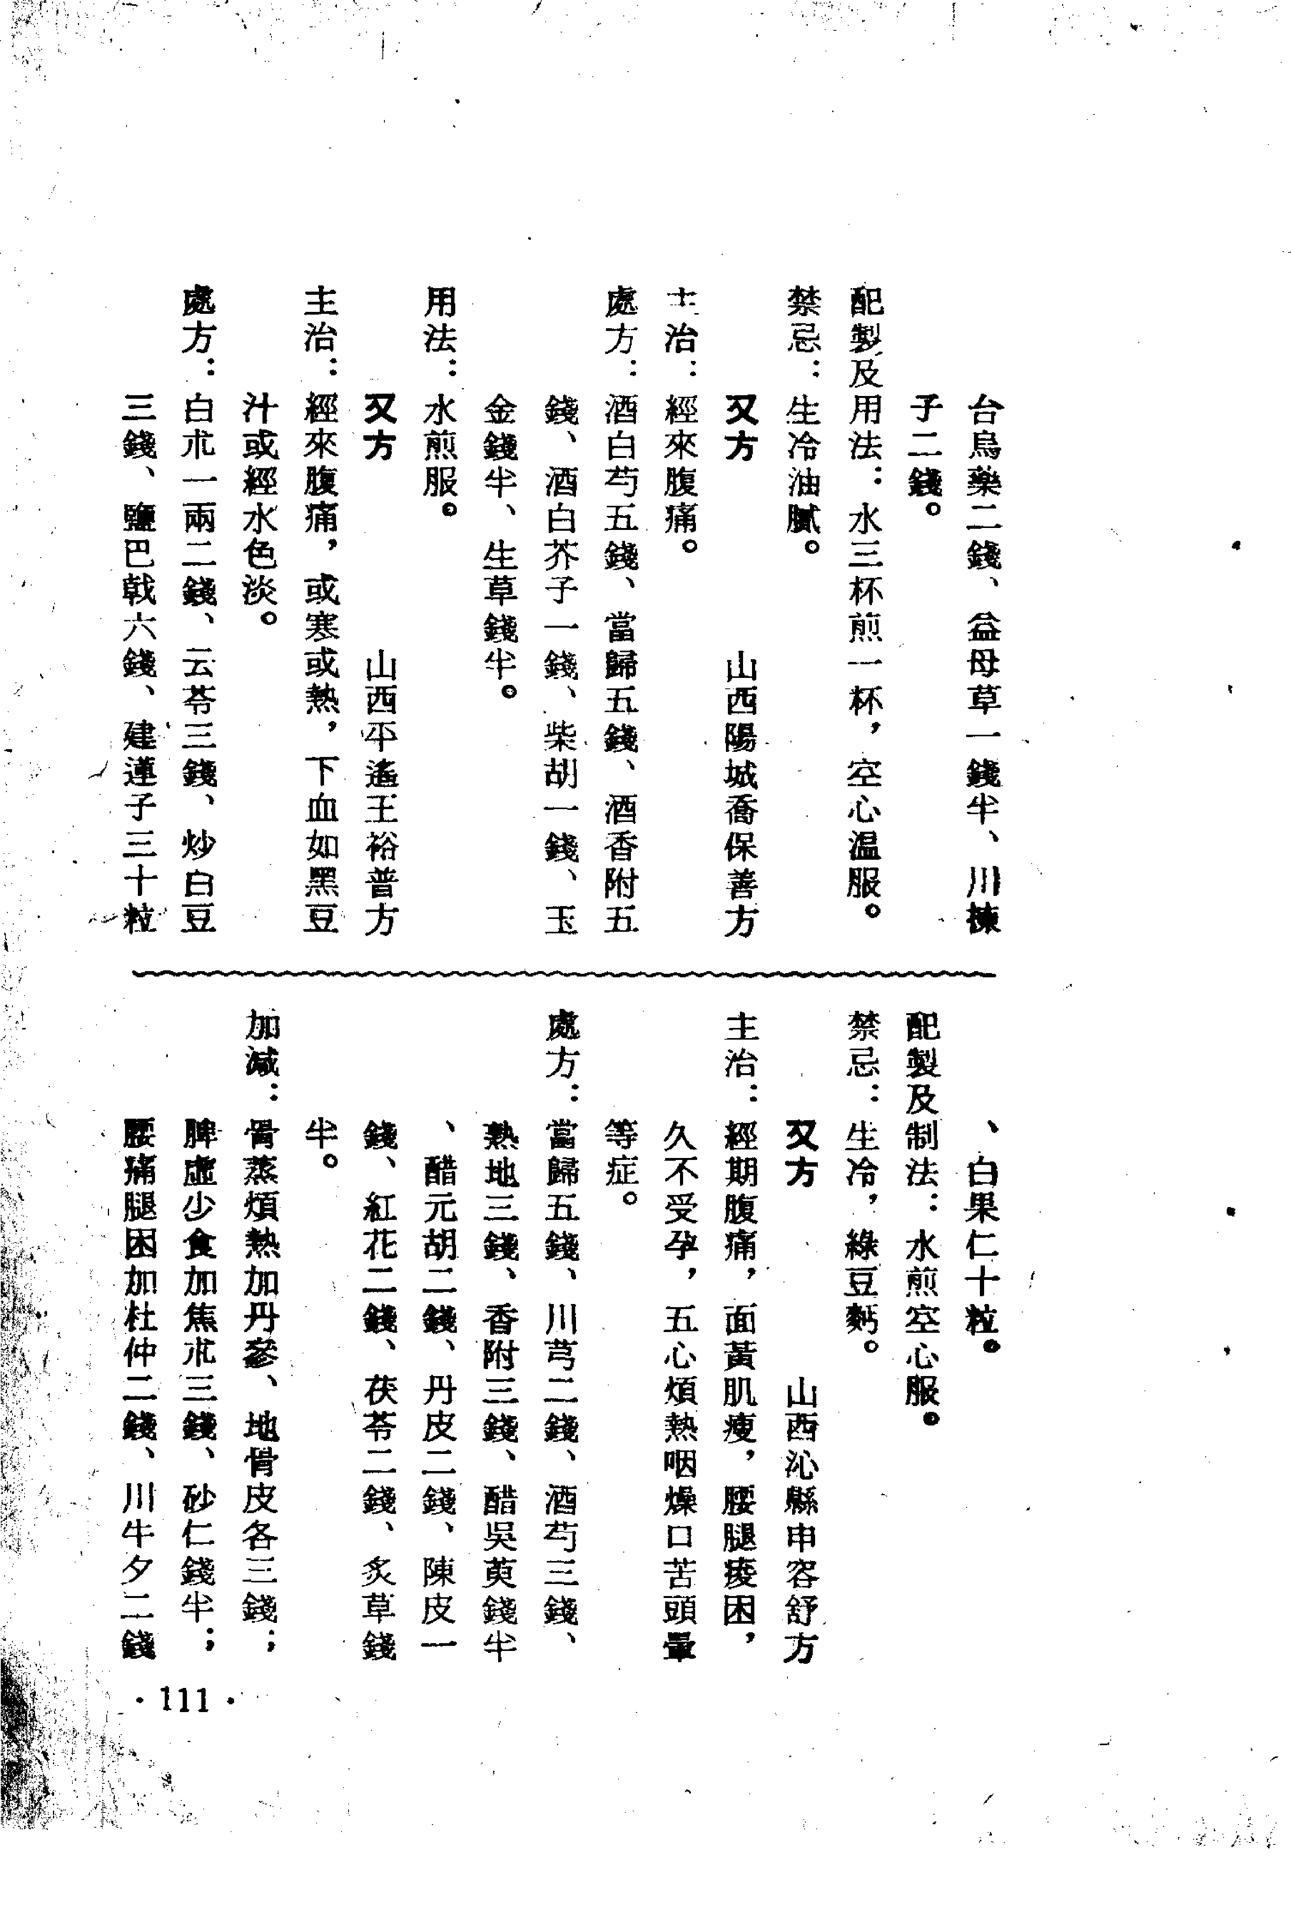 台烏藥二錢、益母草一錢半、川楝
子二錢。
配製及用法：水三杯煎一杯，空心温服。
禁忌：生冷油膩。
又方　山西陽城喬保善方
主治：經來腹痛。
處方：酒白芍五錢、當歸五錢、酒香附五
錢、酒白芥子一錢、柴胡一錢、玉
金錢半、生草錢半。
用法：水煎服。
又方　山西平遙王裕普方
主治：經來腹痛，或寒或熱，下血如黑豆
汁或經水色淡。
處方：白朮一兩二錢、云苓三錢、炒白豆
三錢、鹽巴戟六錢、建蓮子三十粒
、白果仁十粒。
配製及制法：水煎空心服。
禁忌：生冷，綠豆麪。
又方　山西沁縣申容舒方
主治：經期腹痛，面黃肌瘦，腰腿痠困，
久不受孕，五心煩熱咽燥口苦頭暈
等症。
處方：當歸五錢、川芎二錢、酒芍三錢、
熟地三錢、香附三錢、醋吳萸錢半
、醋元胡二錢、丹皮二錢、陳皮一
錢、紅花二錢、茯苓二錢、炙草錢
半。
加減：骨蒸煩熱加丹參、地骨皮各三錢；
脾虛少食加焦朮三錢、砂仁錢半；
腰痛腿困加杜仲二錢、川牛夕二錢
·111·